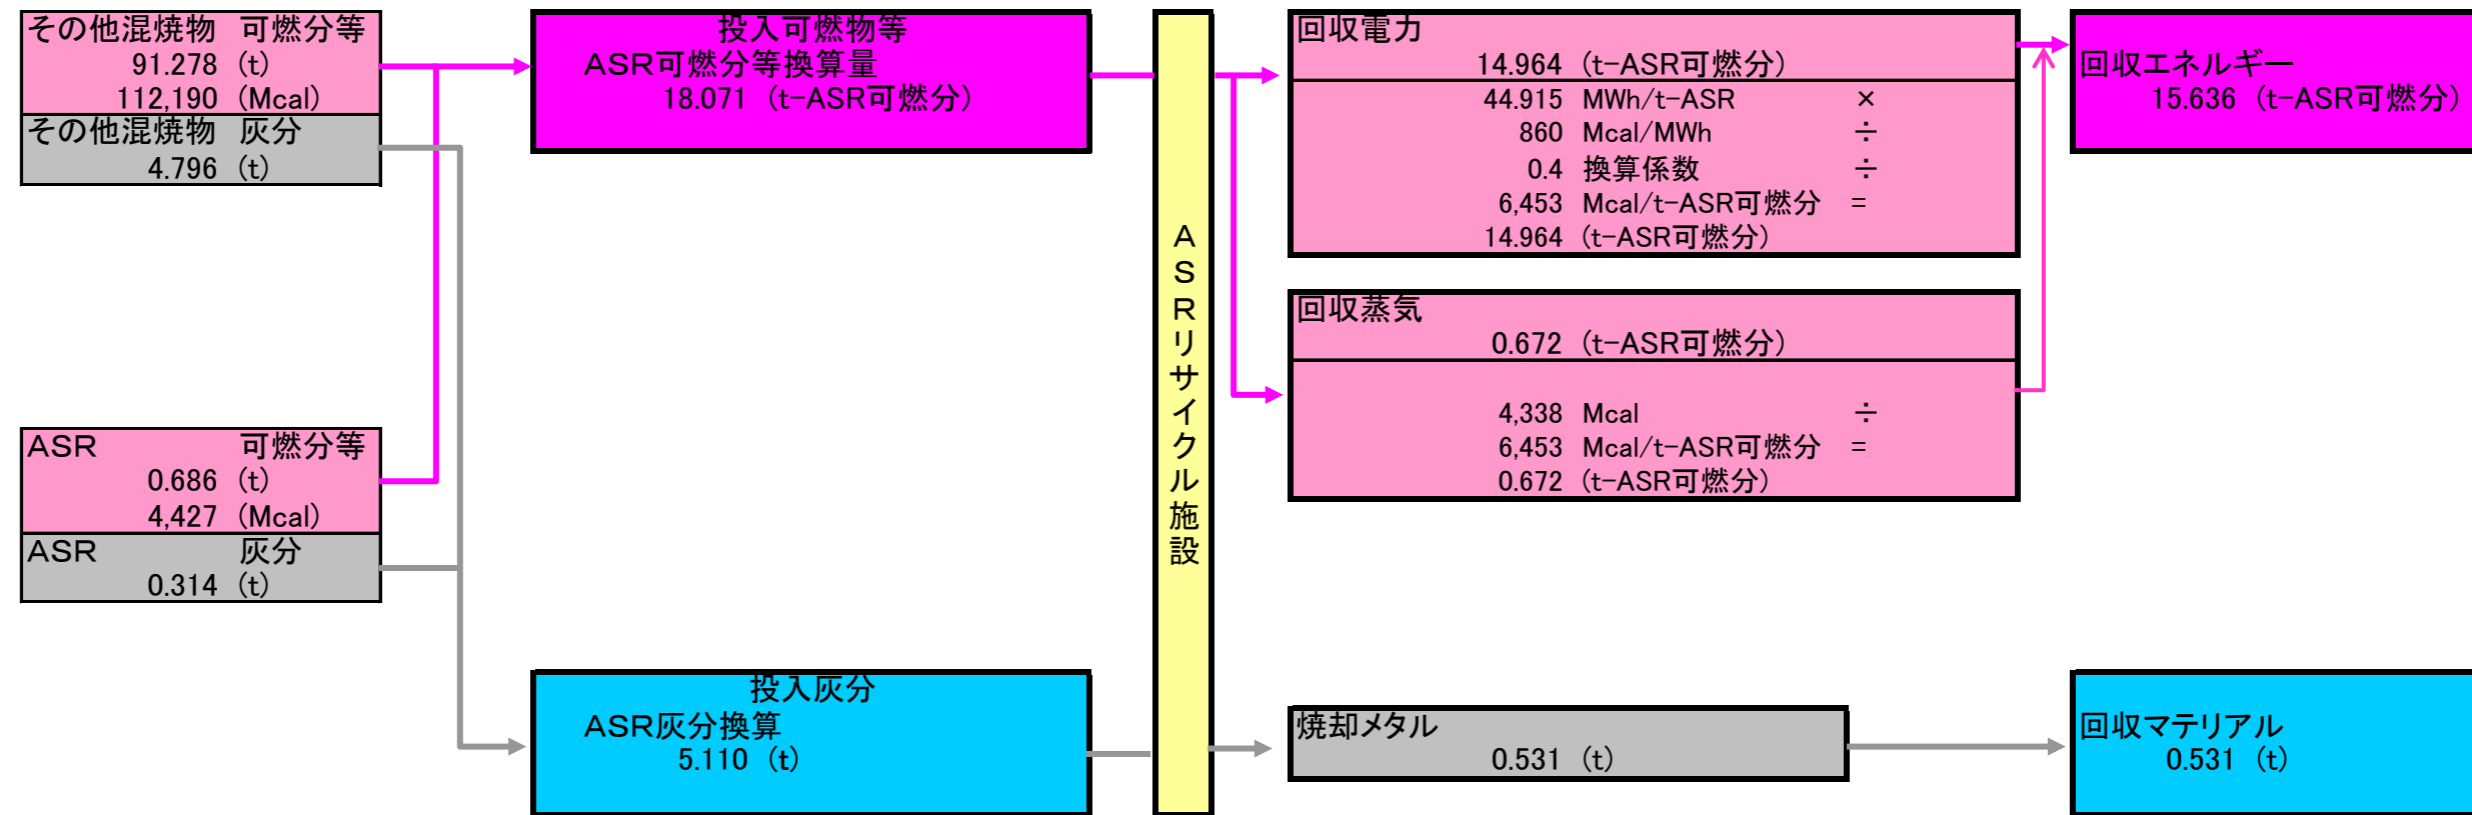 その他混焼物 可燃分等
91.278 (t)
112,190 (Mcal)
その他混焼物 灰分
4.796 (t)
ASR 可燃分等
0.686 (t)
4,427 (Mcal)
ASR 灰分
0.314 (t)
投入可燃物等
ASR可燃分等換算量
18.071 (t-ASR可燃分)
投入灰分
ASR灰分換算
5.110 (t)
ASRリサイクル施設
回収電力
14.964 (t-ASR可燃分)
44.915 MWh/t-ASR ×
860 Mcal/MWh ÷
0.4 換算係数 ÷
6,453 Mcal/t-ASR可燃分 =
14.964 (t-ASR可燃分)
回収蒸気
0.672 (t-ASR可燃分)
4,338 Mcal ÷
6,453 Mcal/t-ASR可燃分 =
0.672 (t-ASR可燃分)
焼却メタル
0.531 (t)
回収エネルギー
15.636 (t-ASR可燃分)
回収マテリアル
0.531 (t)